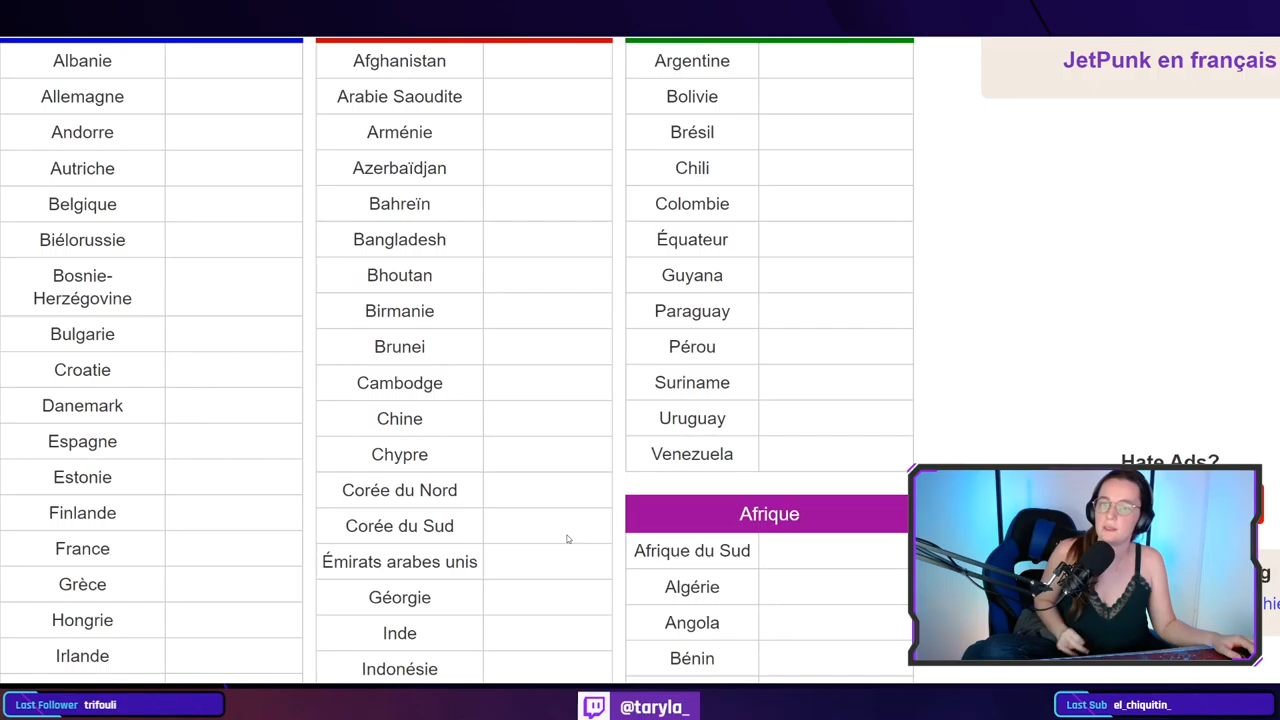 Albanie
Allemagne
Andorre
Autriche
Belgique
Biélorussie
Bosnie-
Herzégovine
Bulgarie
Croatie
Danemark
Espagne
Estonie
Finlande
France
Grèce
Hongrie
Irlande
Afghanistan
Arabie Saoudite
Arménie
Azerbaïdjan
Bahreïn
Bangladesh
Bhoutan
Birmanie
Brunei
Cambodge
Chine
Chypre
Corée du Nord
Corée du Sud
Émirats arabes unis
Géorgie
Inde
Indonésie
Argentine
Bolivie
Brésil
Chili
Colombie
Équateur
Guyana
Paraguay
Pérou
Suriname
Uruguay
Venezuela
Afrique
Afrique du Sud
Algérie
Angola
Bénin
JetPunk en français
Hate Ads?
g
hie
Last Follower trifouli
@taryla_
Last Sub el_chiquitin_